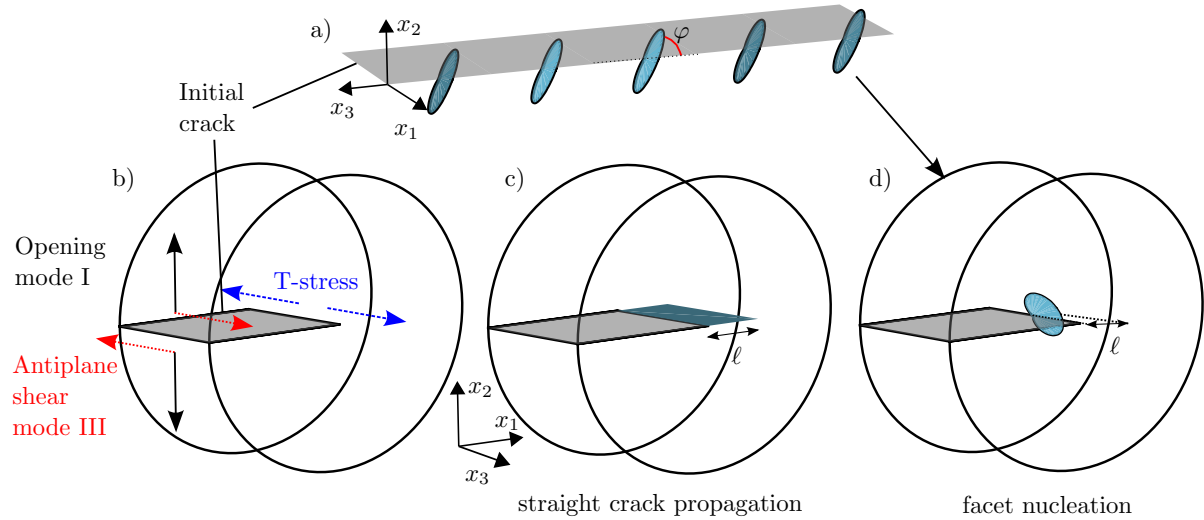 a)
x₂
φ
x₃
x₁
Initial
crack
b)
c)
d)
Opening
mode I
T-stress
Antiplane
shear
mode III
ℓ
ℓ
x₂
x₁
x₃
straight crack propagation
facet nucleation